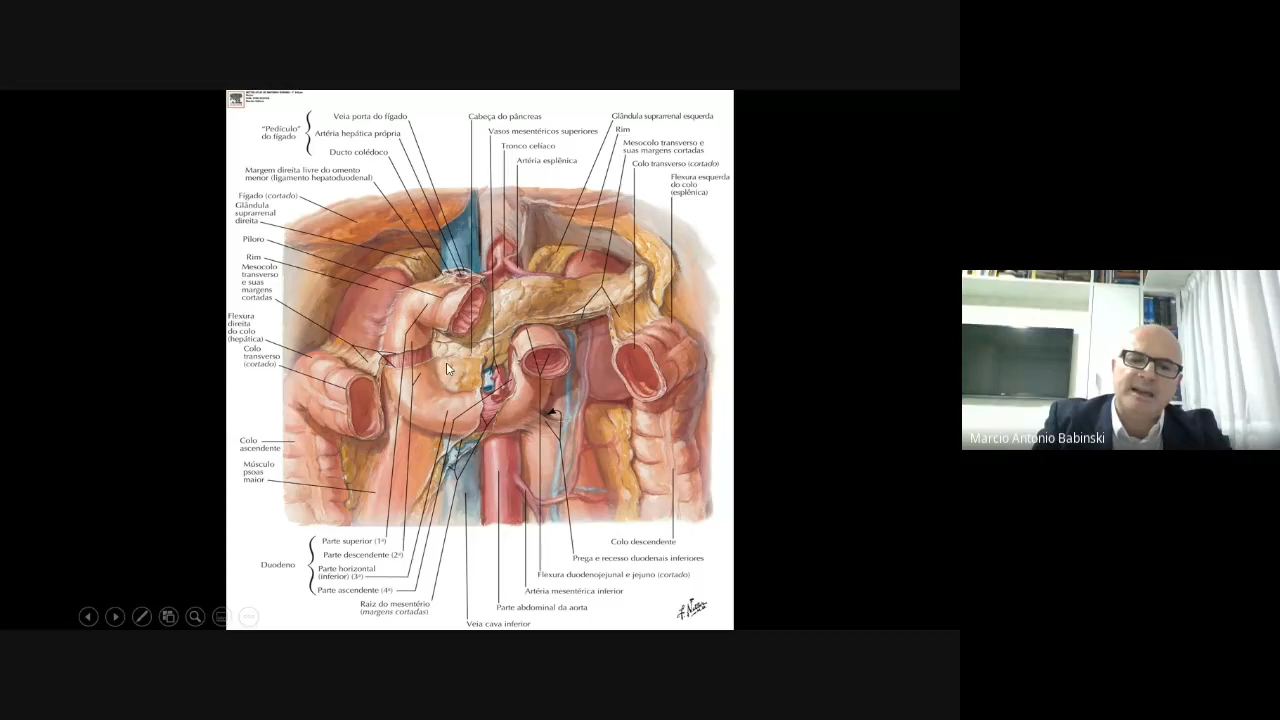 Veia porta do fígado
"Pedículo"
do fígado
Artéria hepática própria
Ducto colédoco
Margem direita livre do omento
menor (ligamento hepatoduodenal)
Fígado (cortado)
Glândula
suprarrenal
direita
Piloro
Rim
Mesocolo
transverso
e suas
margens
cortadas
Flexura
direita
do colo
(hepática)
Colo
transverso
(cortado)
Colo
ascendente
Músculo
psoas
maior
Cabeça do pâncreas
Vasos mesentéricos superiores
Tronco celíaco
Artéria esplênica
Glândula suprarrenal esquerda
Rim
Mesocolo transverso e
suas margens cortadas
Colo transverso (cortado)
Flexura esquerda
do colo
(esplênica)
Duodeno
Parte superior (1ª)
Parte descendente (2ª)
Parte horizontal
(inferior) (3ª)
Parte ascendente (4ª)
Raiz do mesentério
(margens cortadas)
Veia cava inferior
Parte abdominal da aorta
Artéria mesentérica inferior
Flexura duodenojejunal e jejuno (cortado)
Prega e recesso duodenais inferiores
Colo descendente
Marcio Antonio Babinski